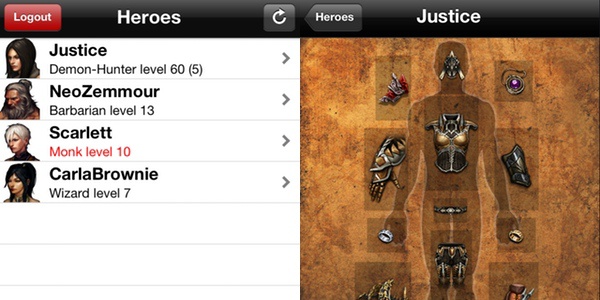 Logout
Heroes
Justice
Demon-Hunter level 60 (5)
NeoZemmour
Barbarian level 13
Scarlett
Monk level 10
CarlaBrownie
Wizard level 7
Heroes
Justice